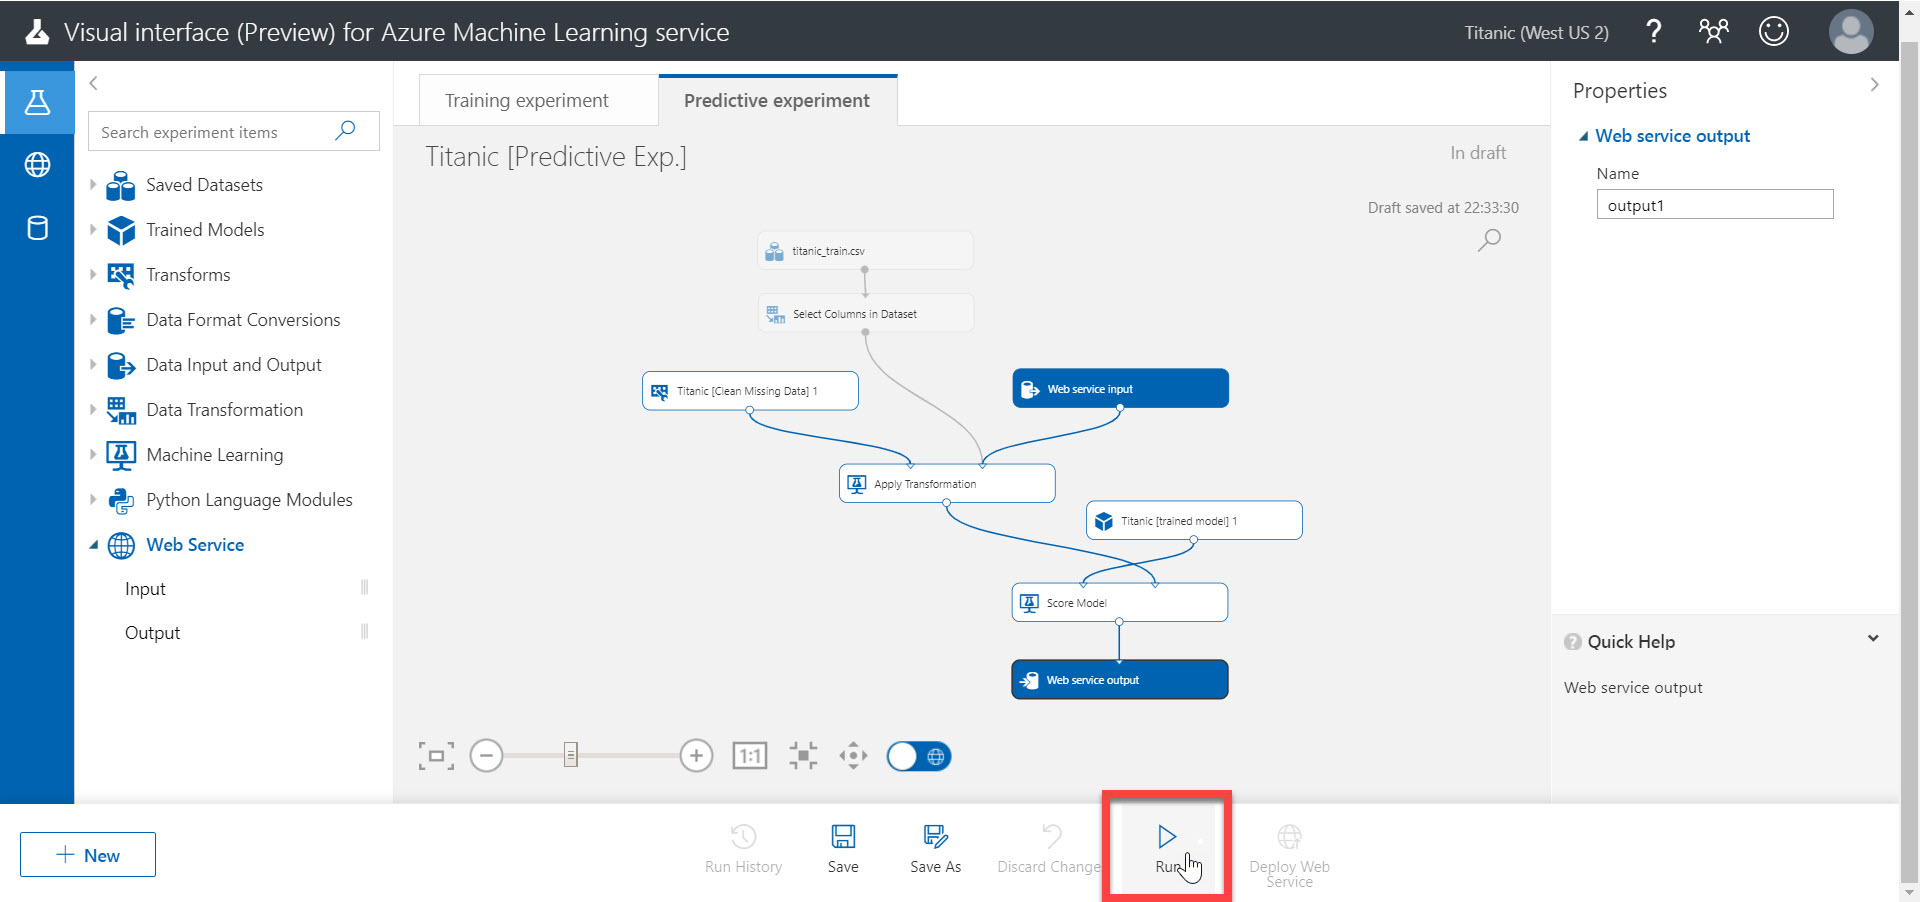 Visual interface (Preview) for Azure Machine Learning service
Titanic (West US 2)
?
Search experiment items
Saved Datasets
Trained Models
Transforms
Data Format Conversions
Data Input and Output
Data Transformation
Machine Learning
Python Language Modules
Web Service
Input
Output
Training experiment
Predictive experiment
Titanic [Predictive Exp.]
In draft
Draft saved at 22:33:30
titanic_train.csv
Select Columns in Dataset
Titanic [Clean Missing Data] 1
Web service input
Apply Transformation
Titanic [trained model] 1
Score Model
Web service output
1:1
Properties
Web service output
Name
output1
? Quick Help
Web service output
New
Run History
Save
Save As
Discard Change
Run
Deploy Web
Service